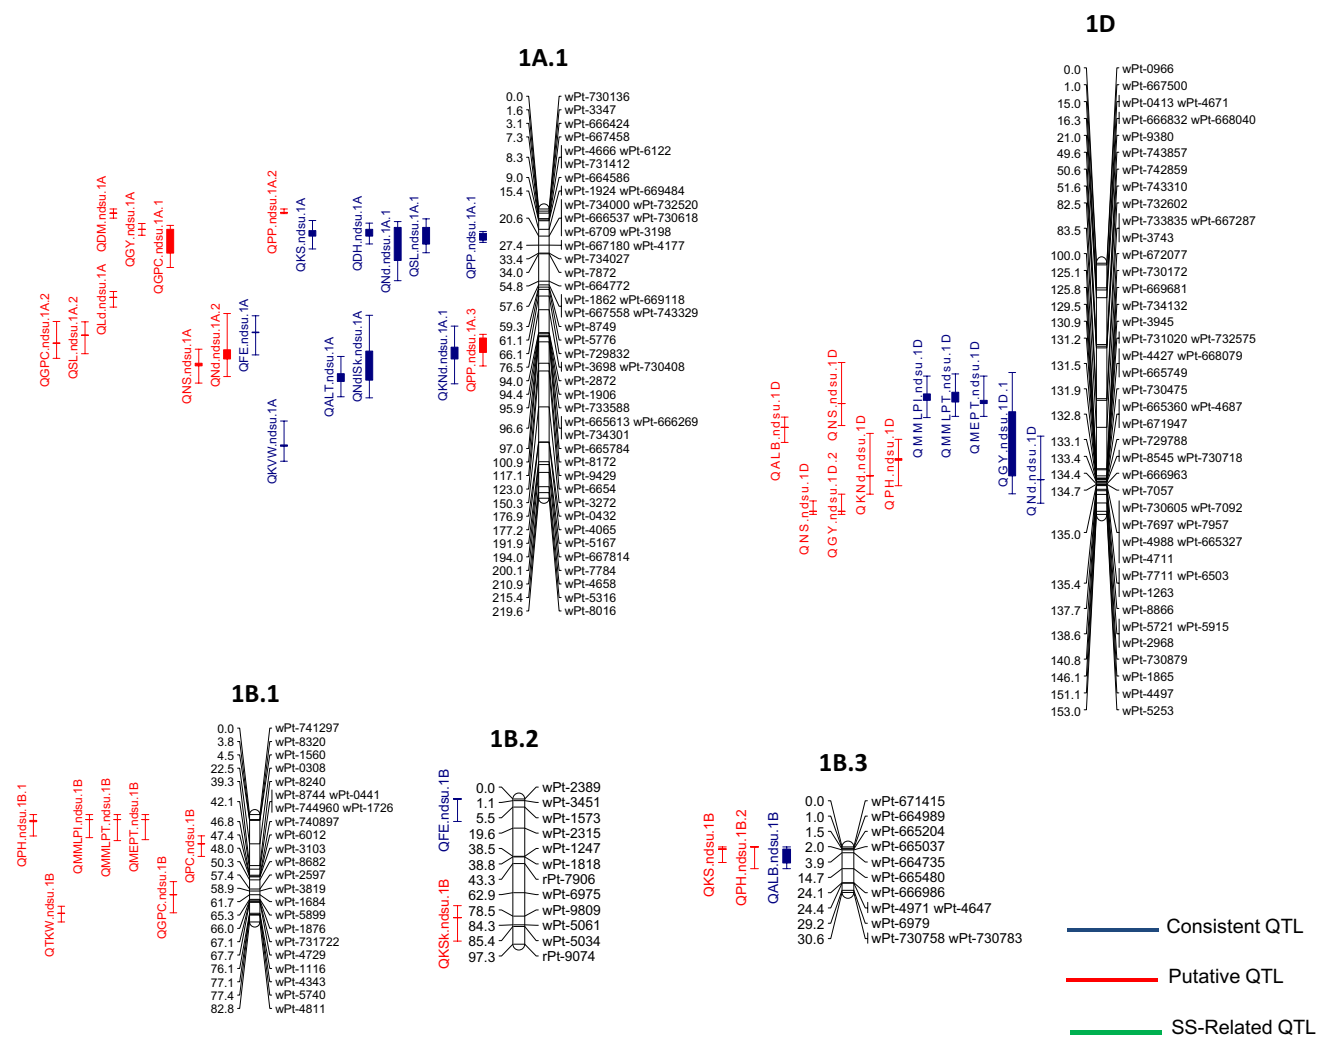 1A.1
0.0 wPt-730136
1.6 wPt-3347
3.1 wPt-666424
7.3 wPt-667458
wPt-4666 wPt-6122
8.3 wPt-731412
9.0 wPt-664586
15.4 wPt-1924 wPt-669484
wPt-734000 wPt-732520
20.6 wPt-666537 wPt-730618
wPt-6709 wPt-3198
27.4 wPt-667180 wPt-4177
33.4 wPt-734027
34.0 wPt-7872
54.8 wPt-664772
wPt-1862 wPt-669118
57.6 wPt-667558 wPt-743329
59.3 wPt-8749
61.1 wPt-5776
66.1 wPt-729832
76.5 wPt-3698 wPt-730408
94.0 wPt-2872
94.4 wPt-1906
95.9 wPt-733588
wPt-665613 wPt-666269
96.6 wPt-734301
97.0 wPt-665784
100.9 wPt-8172
117.1 wPt-9429
123.0 wPt-6654
150.3 wPt-3272
176.9 wPt-0432
177.2 wPt-4065
191.9 wPt-5167
194.0 wPt-667814
200.1 wPt-7784
210.9 wPt-4658
215.4 wPt-5316
219.6 wPt-8016
QDM.ndsu.1A
QGY.ndsu.1A
QGPC.ndsu.1A.1
QPP.ndsu.1A.2
QKS.ndsu.1A
QDH.ndsu.1A
QNd.ndsu.1A.1
QSL.ndsu.1A.1
QPP.ndsu.1A.1
QGPC.ndsu.1A.2
QSL.ndsu.1A.2
QLd.ndsu.1A
QNS.ndsu.1A
QNd.ndsu.1A.2
QFE.ndsu.1A
QKVW.ndsu.1A
QALT.ndsu.1A
QNdISk.ndsu.1A
QKNd.ndsu.1A.1
QPP.ndsu.1A.3
1D
0.0 wPt-0966
1.0 wPt-667500
15.0 wPt-0413 wPt-4671
16.3 wPt-666832 wPt-668040
21.0 wPt-9380
49.6 wPt-743857
50.6 wPt-742859
51.6 wPt-743310
82.5 wPt-732602
wPt-733835 wPt-667287
83.5 wPt-3743
100.0 wPt-672077
125.1 wPt-730172
125.8 wPt-669681
129.5 wPt-734132
130.9 wPt-3945
131.2 wPt-731020 wPt-732575
wPt-4427 wPt-668079
131.5 wPt-665749
131.9 wPt-730475
wPt-665360 wPt-4687
132.8 wPt-671947
133.1 wPt-729788
133.4 wPt-8545 wPt-730718
134.4 wPt-666963
134.7 wPt-7057
wPt-730605 wPt-7092
wPt-7697 wPt-7957
135.0 wPt-4988 wPt-665327
wPt-4711
wPt-7711 wPt-6503
135.4 wPt-1263
137.7 wPt-8866
wPt-5721 wPt-5915
138.6 wPt-2968
140.8 wPt-730879
146.1 wPt-1865
151.1 wPt-4497
153.0 wPt-5253
QALB.ndsu.1D
QNS.ndsu.1D
QNS.ndsu.1D
QGY.ndsu.1D.2
QKNd.ndsu.1D
QPH.ndsu.1D
QMMLPI.ndsu.1D
QMMLPT.ndsu.1D
QMEPT.ndsu.1D
QGY.ndsu.1D.1
QNd.ndsu.1D
1B.1
0.0 wPt-741297
3.8 wPt-8320
4.5 wPt-1560
22.5 wPt-0308
39.3 wPt-8240
wPt-8744 wPt-0441
42.1 wPt-744960 wPt-1726
46.8 wPt-740897
47.4 wPt-6012
48.0 wPt-3103
50.3 wPt-8682
57.4 wPt-2597
58.9 wPt-3819
61.7 wPt-1684
65.3 wPt-5899
66.0 wPt-1876
67.1 wPt-731722
67.7 wPt-4729
76.1 wPt-1116
77.1 wPt-4343
77.4 wPt-5740
82.8 wPt-4811
QPH.ndsu.1B.1
QTKW.ndsu.1B
QMMLPI.ndsu.1B
QMMLPT.ndsu.1B
QMEPT.ndsu.1B
QGPC.ndsu.1B
QPC.ndsu.1B
1B.2
0.0 wPt-2389
1.1 wPt-3451
5.5 wPt-1573
19.6 wPt-2315
38.5 wPt-1247
38.8 wPt-1818
43.3 rPt-7906
62.9 wPt-6975
78.5 wPt-9809
84.3 wPt-5061
85.4 wPt-5034
97.3 rPt-9074
QFE.ndsu.1B
QKSk.ndsu.1B
1B.3
0.0 wPt-671415
1.0 wPt-664989
1.5 wPt-665204
2.0 wPt-665037
3.9 wPt-664735
14.7 wPt-665480
24.1 wPt-666986
24.4 wPt-4971 wPt-4647
29.2 wPt-6979
30.6 wPt-730758 wPt-730783
QKS.ndsu.1B
QPH.ndsu.1B.2
QALB.ndsu.1B
Consistent QTL
Putative QTL
SS-Related QTL